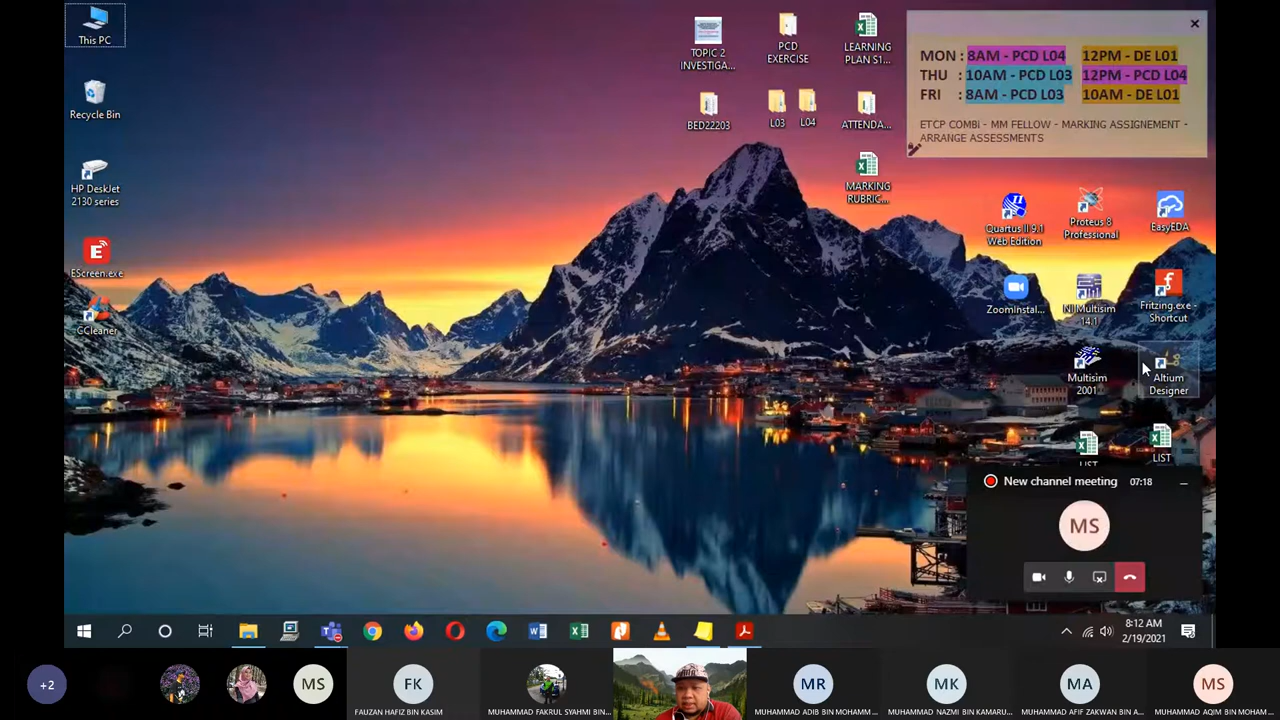 This PC
TOPIC 2
INVESTIGA...
PCD
EXERCISE
LEARNING
PLAN S1...
MON : 8AM - PCD L04 12PM - DE L01
THU : 10AM - PCD L03 12PM - PCD L04
FRI : 8AM - PCD L03 10AM - DE L01
ETCP COMBI - MM FELLOW - MARKING ASSIGNEMENT -
ARRANGE ASSESSMENTS
Recycle Bin
BED22203
L03
L04
ATTENDA...
HP DeskJet
2130 series
MARKING
RUBRIC...
Quartus II 9.1
Web Edition
Proteus 8
Professional
EasyEDA
EScreen.exe
ZoomInstal...
NI Multisim
14.1
Fritzing.exe -
Shortcut
CCleaner
Multisim
2001
Altium
Designer
LIST
LIST
New channel meeting 07:18
MS
8:12 AM
2/19/2021
+2
MS
FK
FAUZAN HAFIZ BIN KASIM
MUHAMMAD FAKRUL SYAHMI BIN...
MR
MUHAMMAD ADIB BIN MOHAMM...
MK
MUHAMMAD NAZMI BIN KAMARU...
MA
MUHAMMAD AFIF ZAKWAN BIN A...
MS
MUHAMMAD AQIM BIN MOHAM...